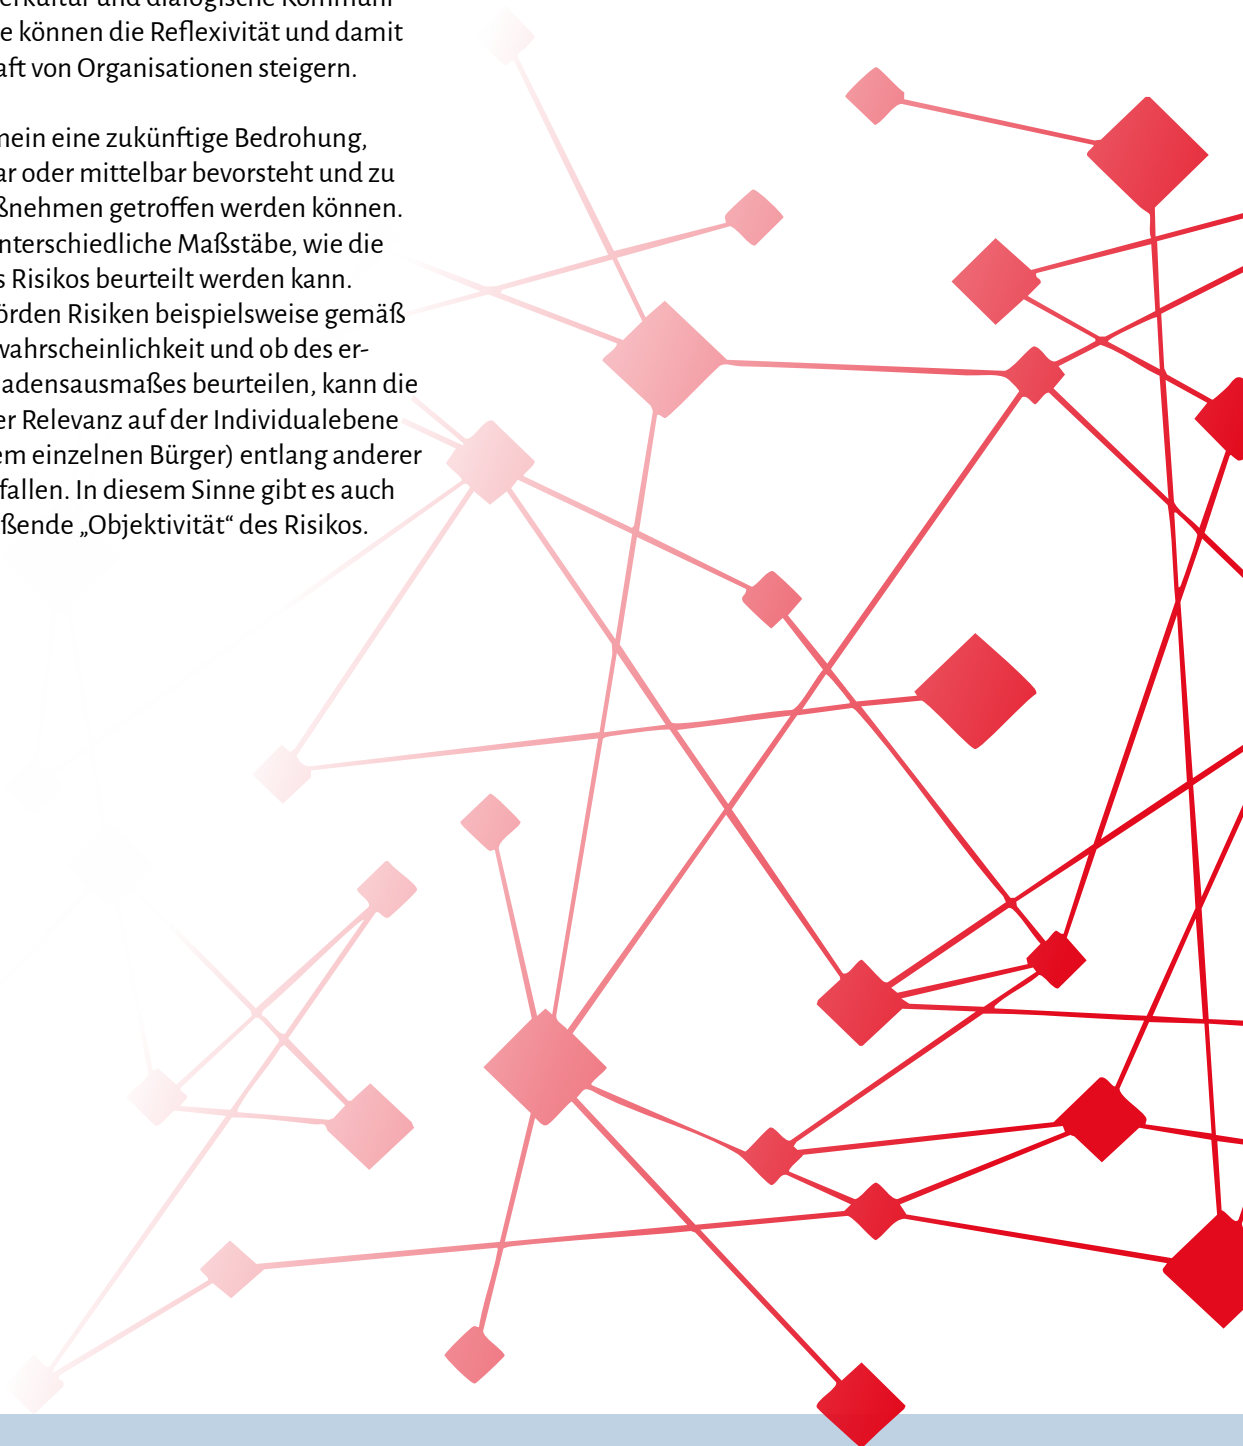 e können die Reflexivität und damit
aft von Organisationen steigern.
nein eine zukünftige Bedrohung,
ar oder mittelbar bevorsteht und zu
ßnehmen getroffen werden können.
nterschiedliche Maßstäbe, wie die
s Risikos beurteilt werden kann.
örden Risiken beispielsweise gemäß
wahrscheinlichkeit und ob des er-
adensausmaßes beurteilen, kann die
er Relevanz auf der Individualebene
em einzelnen Bürger) entlang anderer
fallen. In diesem Sinne gibt es auch
ßende „Objektivität“ des Risikos.